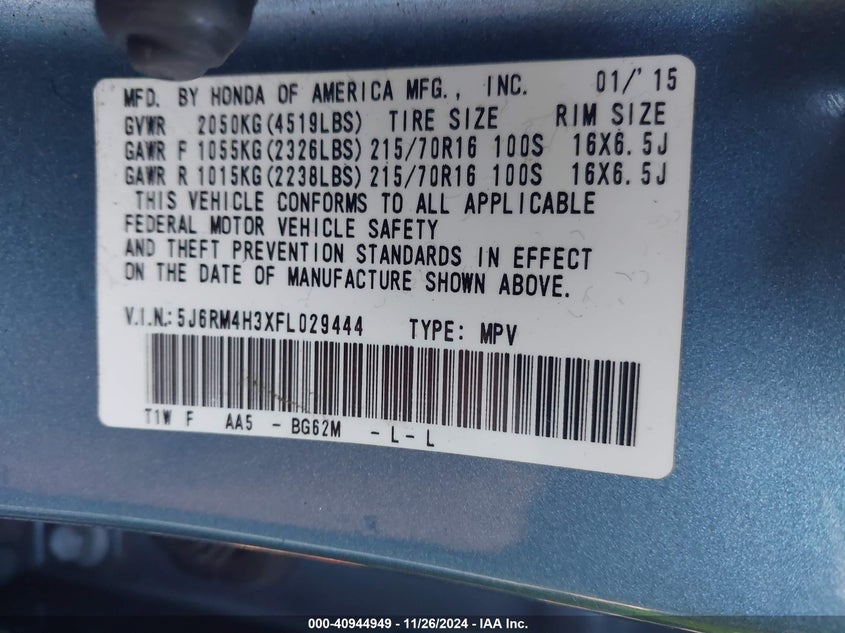 MFD. BY HONDA OF AMERICA MFG., INC. 01/'15
GVWR 2050KG(4519LBS) TIRE SIZE RIM SIZE
GAWR F 1055KG(2326LBS) 215/70R16 100S 16X6.5J
GAWR R 1015KG(2238LBS) 215/70R16 100S 16X6.5J
THIS VEHICLE CONFORMS TO ALL APPLICABLE
FEDERAL MOTOR VEHICLE SAFETY
AND THEFT PREVENTION STANDARDS IN EFFECT
ON THE DATE OF MANUFACTURE SHOWN ABOVE.
V.I.N.: 5J6RM4H3XFL029444 TYPE: MPV
T1W F AA5 - BG62M - L - L
000-40944949 - 11/26/2024 - IAA Inc.